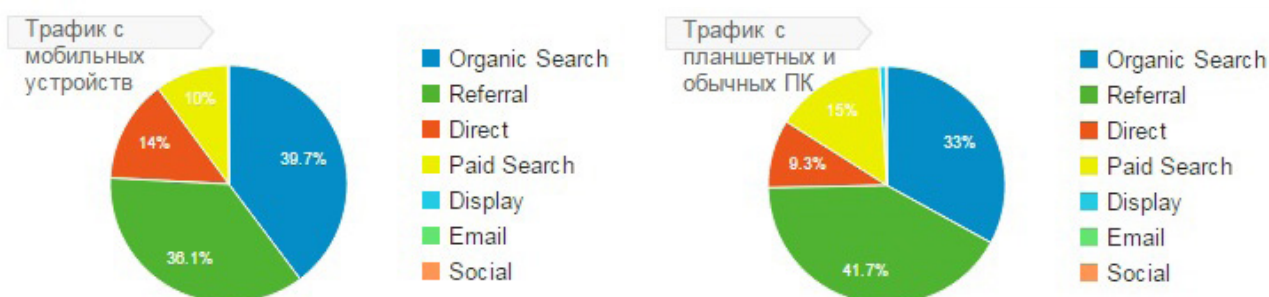 Трафик с
мобильных
устройств
39.7%
36.1%
14%
10%
Organic Search
Referral
Direct
Paid Search
Display
Email
Social
Трафик с
планшетных и
обычных ПК
33%
41.7%
9.3%
15%
Organic Search
Referral
Direct
Paid Search
Display
Email
Social